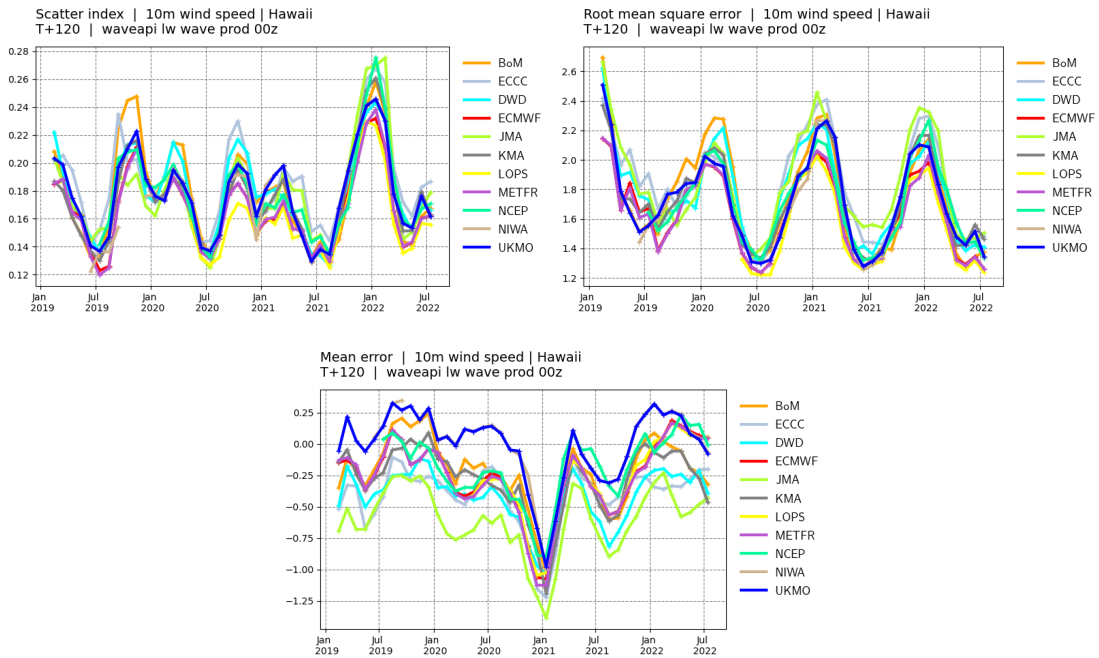 Scatter index | 10m wind speed | Hawaii
T+120 | waveapi lw wave prod 00z
0.28
0.26
0.24
0.22
0.20
0.18
0.16
0.14
0.12
Jan 2019
Jul
Jan 2020
Jul
Jan 2021
Jul
Jan 2022
Jul
BoM
ECCC
DWD
ECMWF
JMA
KMA
LOPS
METFR
NCEP
NIWA
UKMO
Root mean square error | 10m wind speed | Hawaii
T+120 | waveapi lw wave prod 00z
2.6
2.4
2.2
2.0
1.8
1.6
1.4
1.2
Jan 2019
Jul
Jan 2020
Jul
Jan 2021
Jul
Jan 2022
Jul
BoM
ECCC
DWD
ECMWF
JMA
KMA
LOPS
METFR
NCEP
NIWA
UKMO
Mean error | 10m wind speed | Hawaii
T+120 | waveapi lw wave prod 00z
0.25
0.00
−0.25
−0.50
−0.75
−1.00
−1.25
Jan 2019
Jul 2019
Jan 2020
Jul 2020
Jan 2021
Jul 2021
Jan 2022
Jul 2022
BoM
ECCC
DWD
ECMWF
JMA
KMA
LOPS
METFR
NCEP
NIWA
UKMO